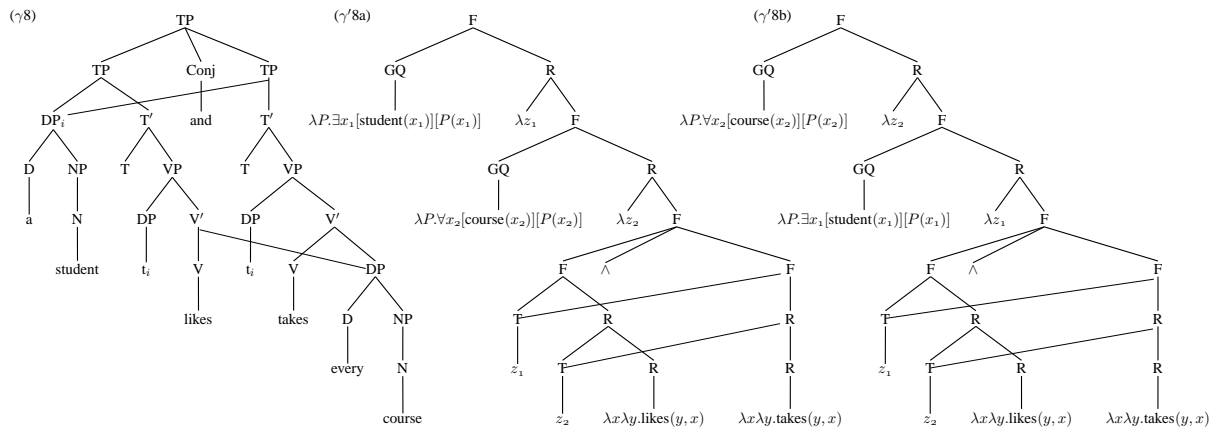 (γ8) TP (γ′8a) F (γ′8b) F
TP Conj TP GQ R GQ R
DPᵢ T′ and T′ λP.∃x₁[student(x₁)][P(x₁)] λz₁ F λP.∀x₂[course(x₂)][P(x₂)] λz₂ F
D NP T VP T VP GQ R GQ R
a N DP V′ DP V′ λP.∀x₂[course(x₂)][P(x₂)] λz₂ F λP.∃x₁[student(x₁)][P(x₁)] λz₁ F
student tᵢ V tᵢ V DP F ∧ F F ∧ F
likes takes D NP T R R T R R
every N z₁ T R R z₁ T R R
course z₂ λxλy.likes(y, x) λxλy.takes(y, x) z₂ λxλy.likes(y, x) λxλy.takes(y, x)